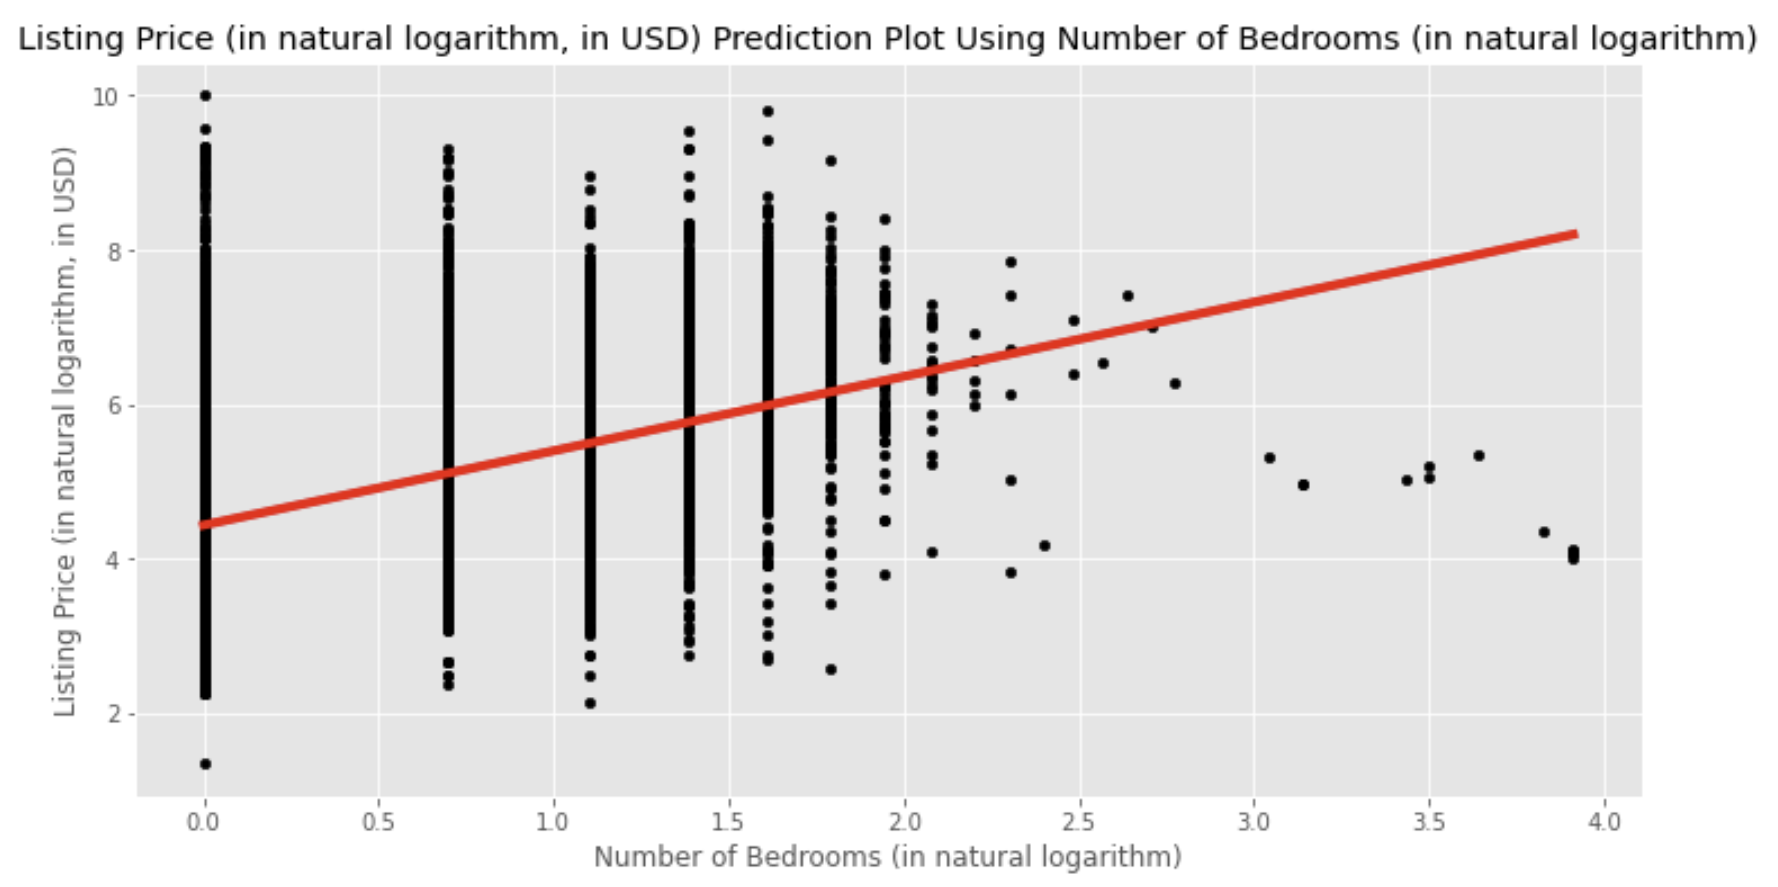 Listing Price (in natural logarithm, in USD) Prediction Plot Using Number of Bedrooms (in natural logarithm)
Listing Price (in natural logarithm, in USD)
10
8
6
4
2
0.0 0.5 1.0 1.5 2.0 2.5 3.0 3.5 4.0
Number of Bedrooms (in natural logarithm)